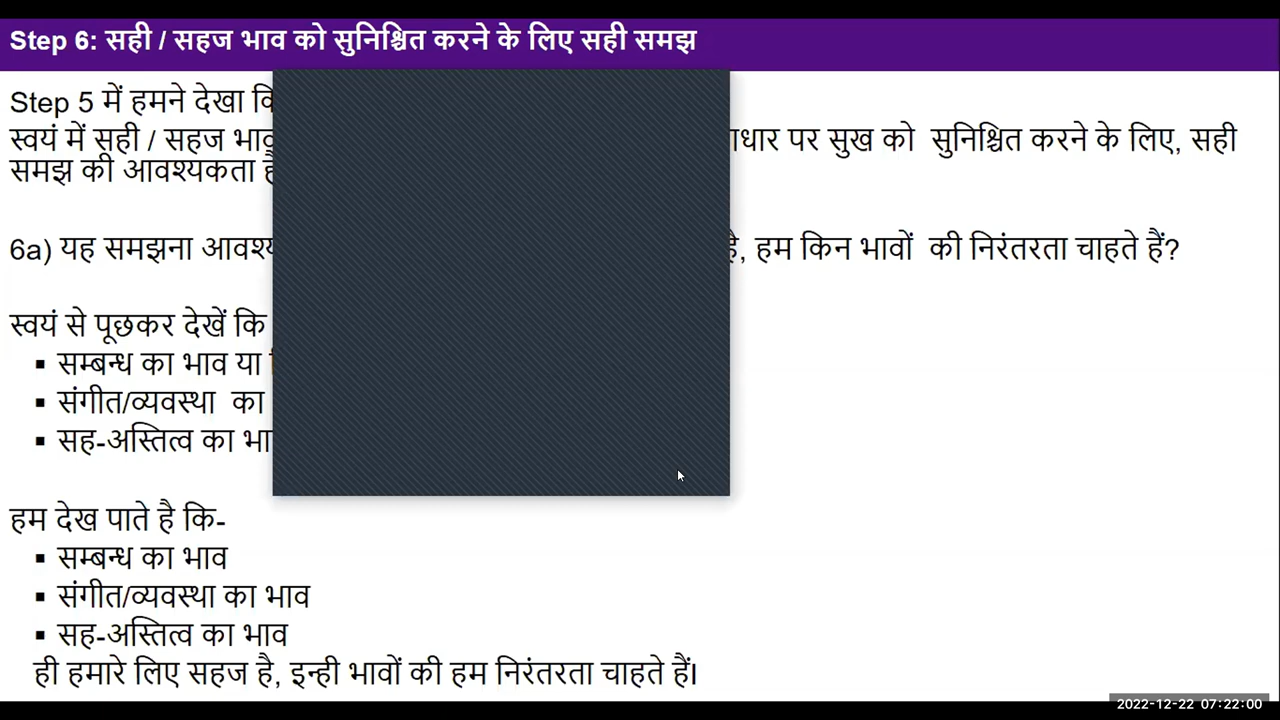 Step 6: सही / सहज भाव को सुनिश्चित करने के लिए सही समझ
Step 5 में हमने देखा
स्वयं में सही / सहज पर सुख को सुनिश्चित करने के लिए, सही
समझ की आवश्यकता
6a) यह समझना है, हम किन भावों की निरंतरता चाहते हैं?
स्वयं से पूछकर देखें कि
▪ सम्बन्ध का भाव या
▪ संगीत/व्यवस्था का
▪ सह-अस्तित्व का
हम देख पाते है कि-
▪ सम्बन्ध का भाव
▪ संगीत/व्यवस्था का भाव
▪ सह-अस्तित्व का भाव
ही हमारे लिए सहज है, इन्ही भावों की हम निरंतरता चाहते हैं।
2022-12-22 07:22:00